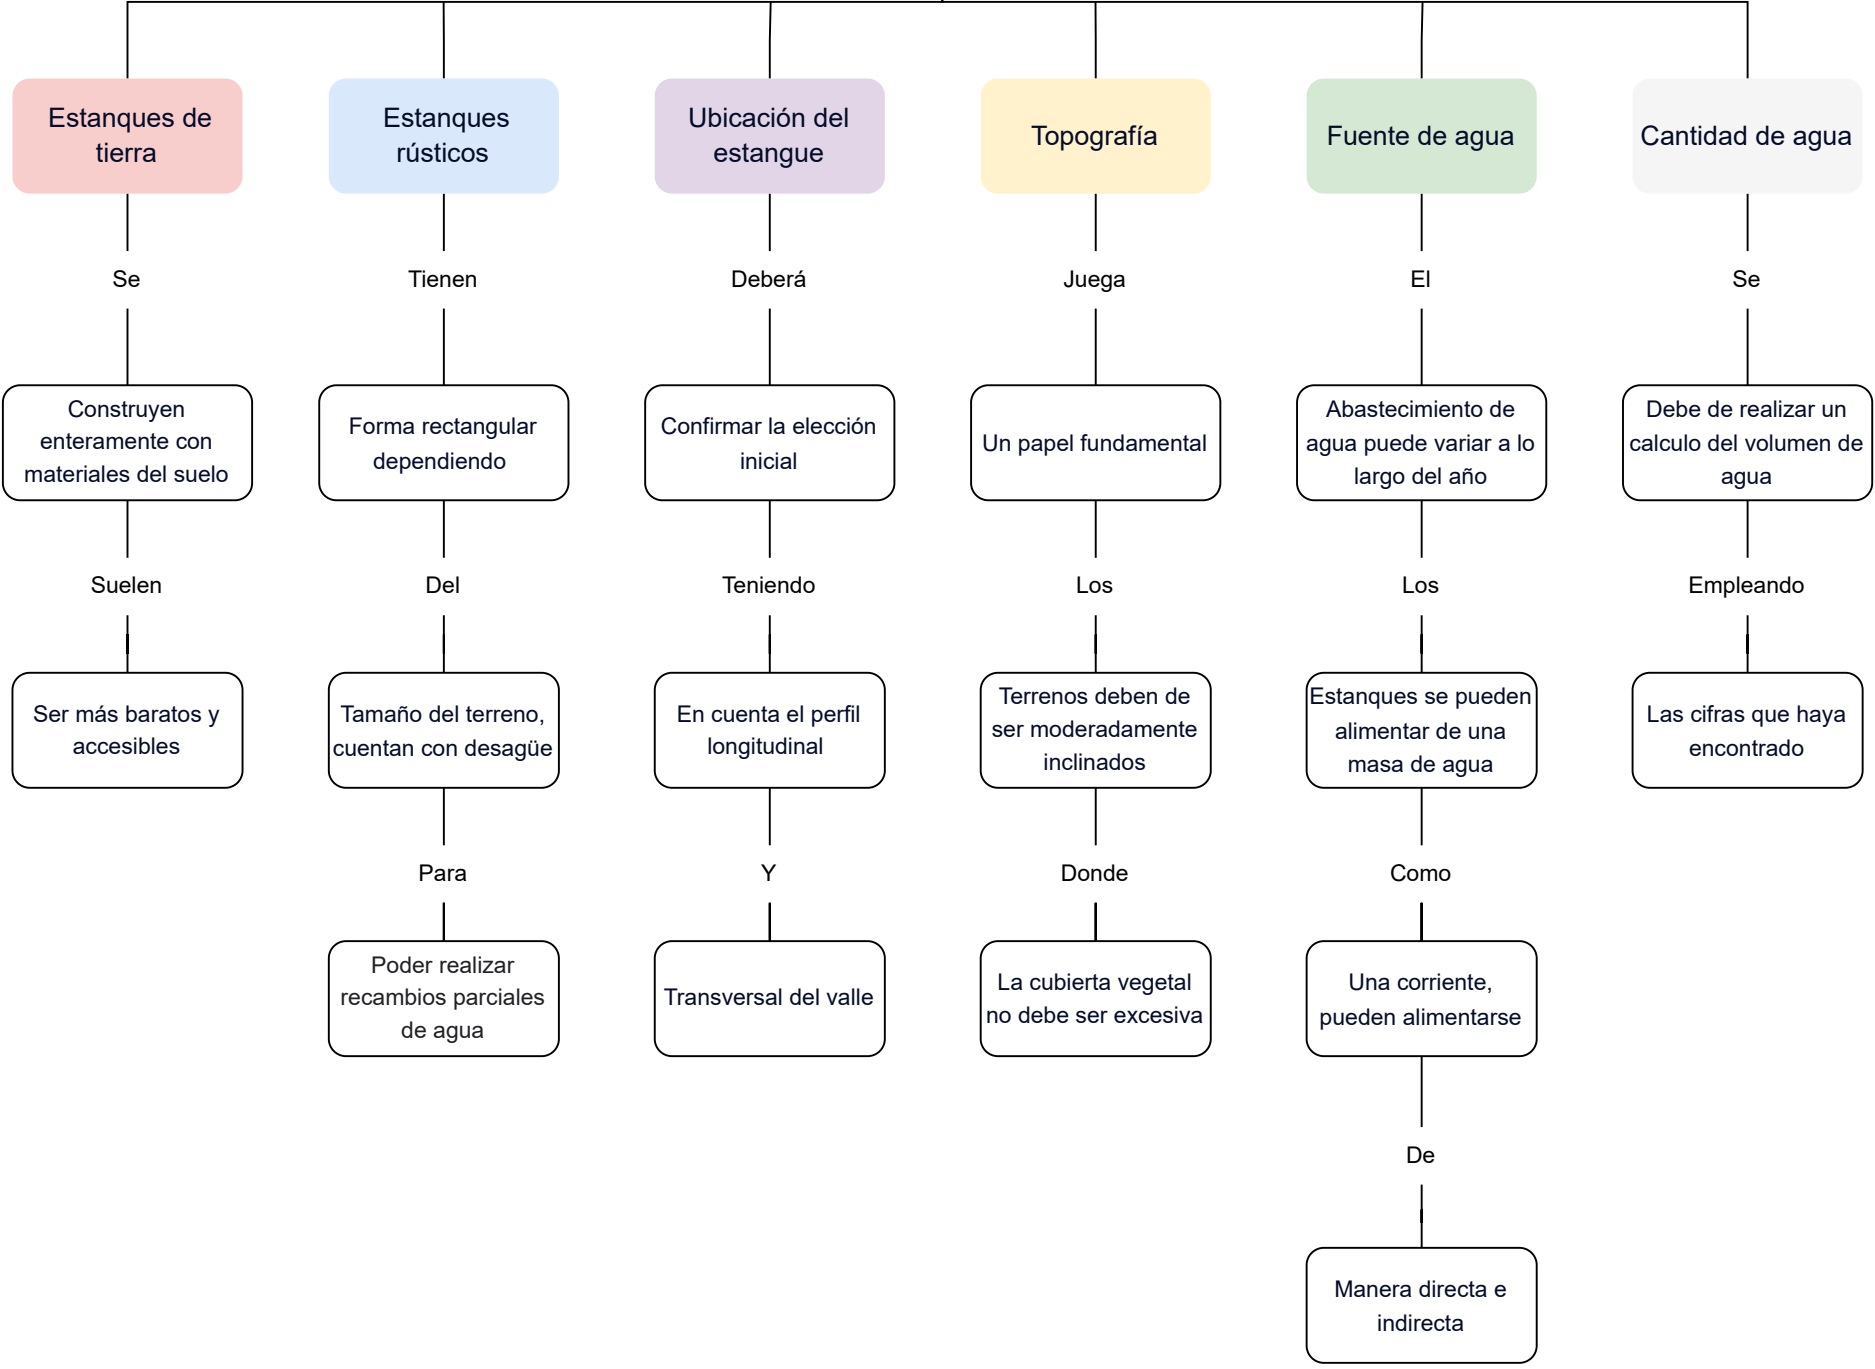 Estanques de
tierra
Se
Construyen
enteramente con
materiales del suelo
Suelen
Ser más baratos y
accesibles
Estanques
rústicos
Tienen
Forma rectangular
dependiendo
Del
Tamaño del terreno,
cuentan con desagüe
Para
Poder realizar
recambios parciales
de agua
Ubicación del
estangue
Deberá
Confirmar la elección
inicial
Teniendo
En cuenta el perfil
longitudinal
Y
Transversal del valle
Topografía
Juega
Un papel fundamental
Los
Terrenos deben de
ser moderadamente
inclinados
Donde
La cubierta vegetal
no debe ser excesiva
Fuente de agua
El
Abastecimiento de
agua puede variar a lo
largo del año
Los
Estanques se pueden
alimentar de una
masa de agua
Como
Una corriente,
pueden alimentarse
De
Manera directa e
indirecta
Cantidad de agua
Se
Debe de realizar un
calculo del volumen de
agua
Empleando
Las cifras que haya
encontrado